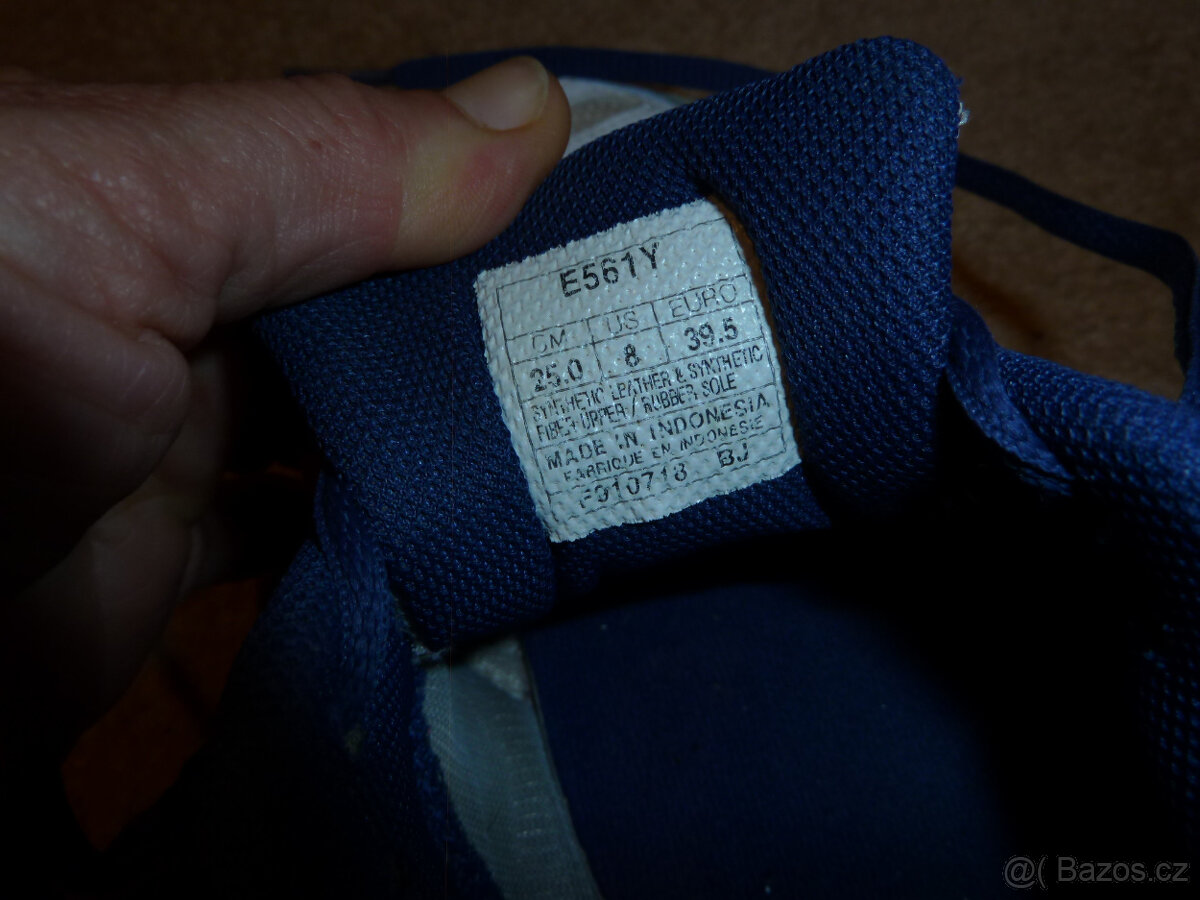 E561Y
CM US EURO
25.0 8 39.5
SYNTHETIC LEATHER & SYNTHETIC
FIBER UPPER / RUBBER SOLE
MADE IN INDONESIA
FABRIQUE EN INDONESIE
F010718 BJ
@( Bazos.cz